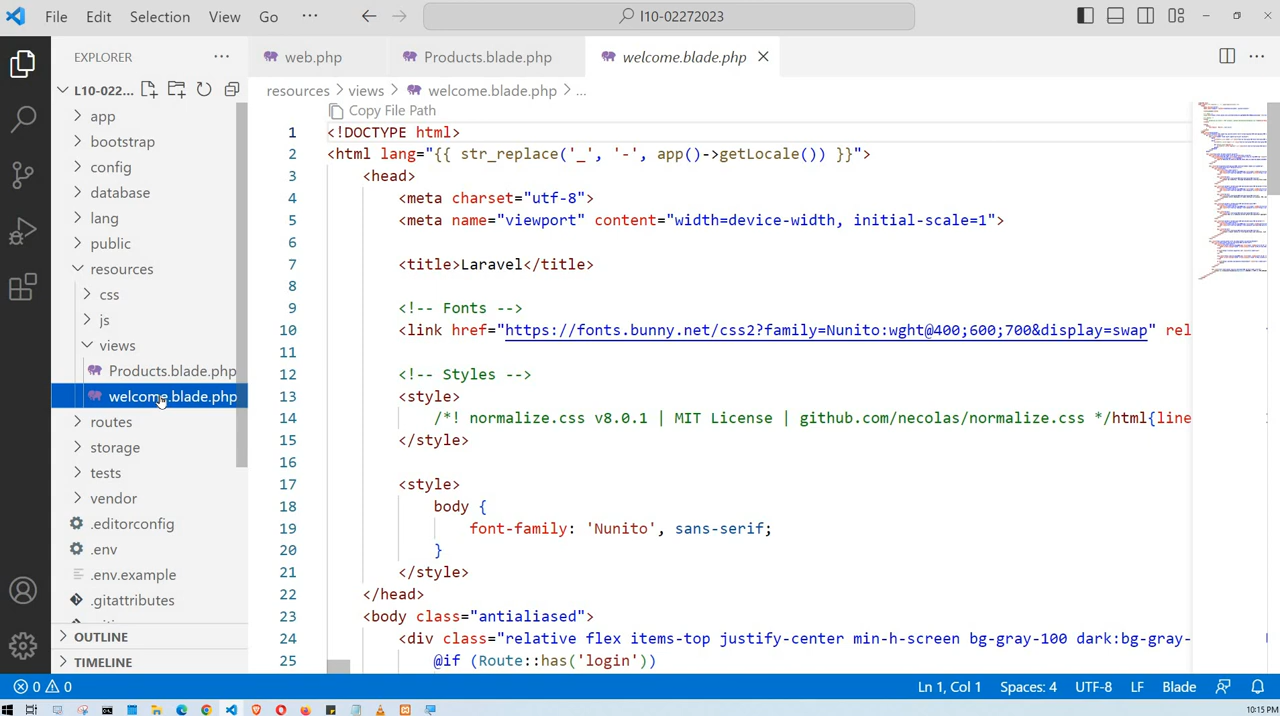 File Edit Selection View Go ··· l10-02272023
EXPLORER ···
L10-022...
app
bootstrap
config
database
lang
public
resources
css
js
views
Products.blade.php
welcome.blade.php
routes
storage
tests
vendor
.editorconfig
.env
.env.example
.gitattributes
OUTLINE
TIMELINE
web.php Products.blade.php welcome.blade.php
resources > views > welcome.blade.php > ...
Copy File Path
1 <!DOCTYPE html>
2 <html lang="{{ str_replace('_', '-', app()->getLocale()) }}">
3 <head>
4 <meta charset="utf-8">
5 <meta name="viewport" content="width=device-width, initial-scale=1">
6
7 <title>Laravel</title>
8
9 <!-- Fonts -->
10 <link href="https://fonts.bunny.net/css2?family=Nunito:wght@400;600;700&display=swap" rel
11
12 <!-- Styles -->
13 <style>
14 /*! normalize.css v8.0.1 | MIT License | github.com/necolas/normalize.css */html{line
15 </style>
16
17 <style>
18 body {
19 font-family: 'Nunito', sans-serif;
20 }
21 </style>
22 </head>
23 <body class="antialiased">
24 <div class="relative flex items-top justify-center min-h-screen bg-gray-100 dark:bg-gray-
25 @if (Route::has('login'))
0 0 Ln 1, Col 1 Spaces: 4 UTF-8 LF Blade
10:15 PM